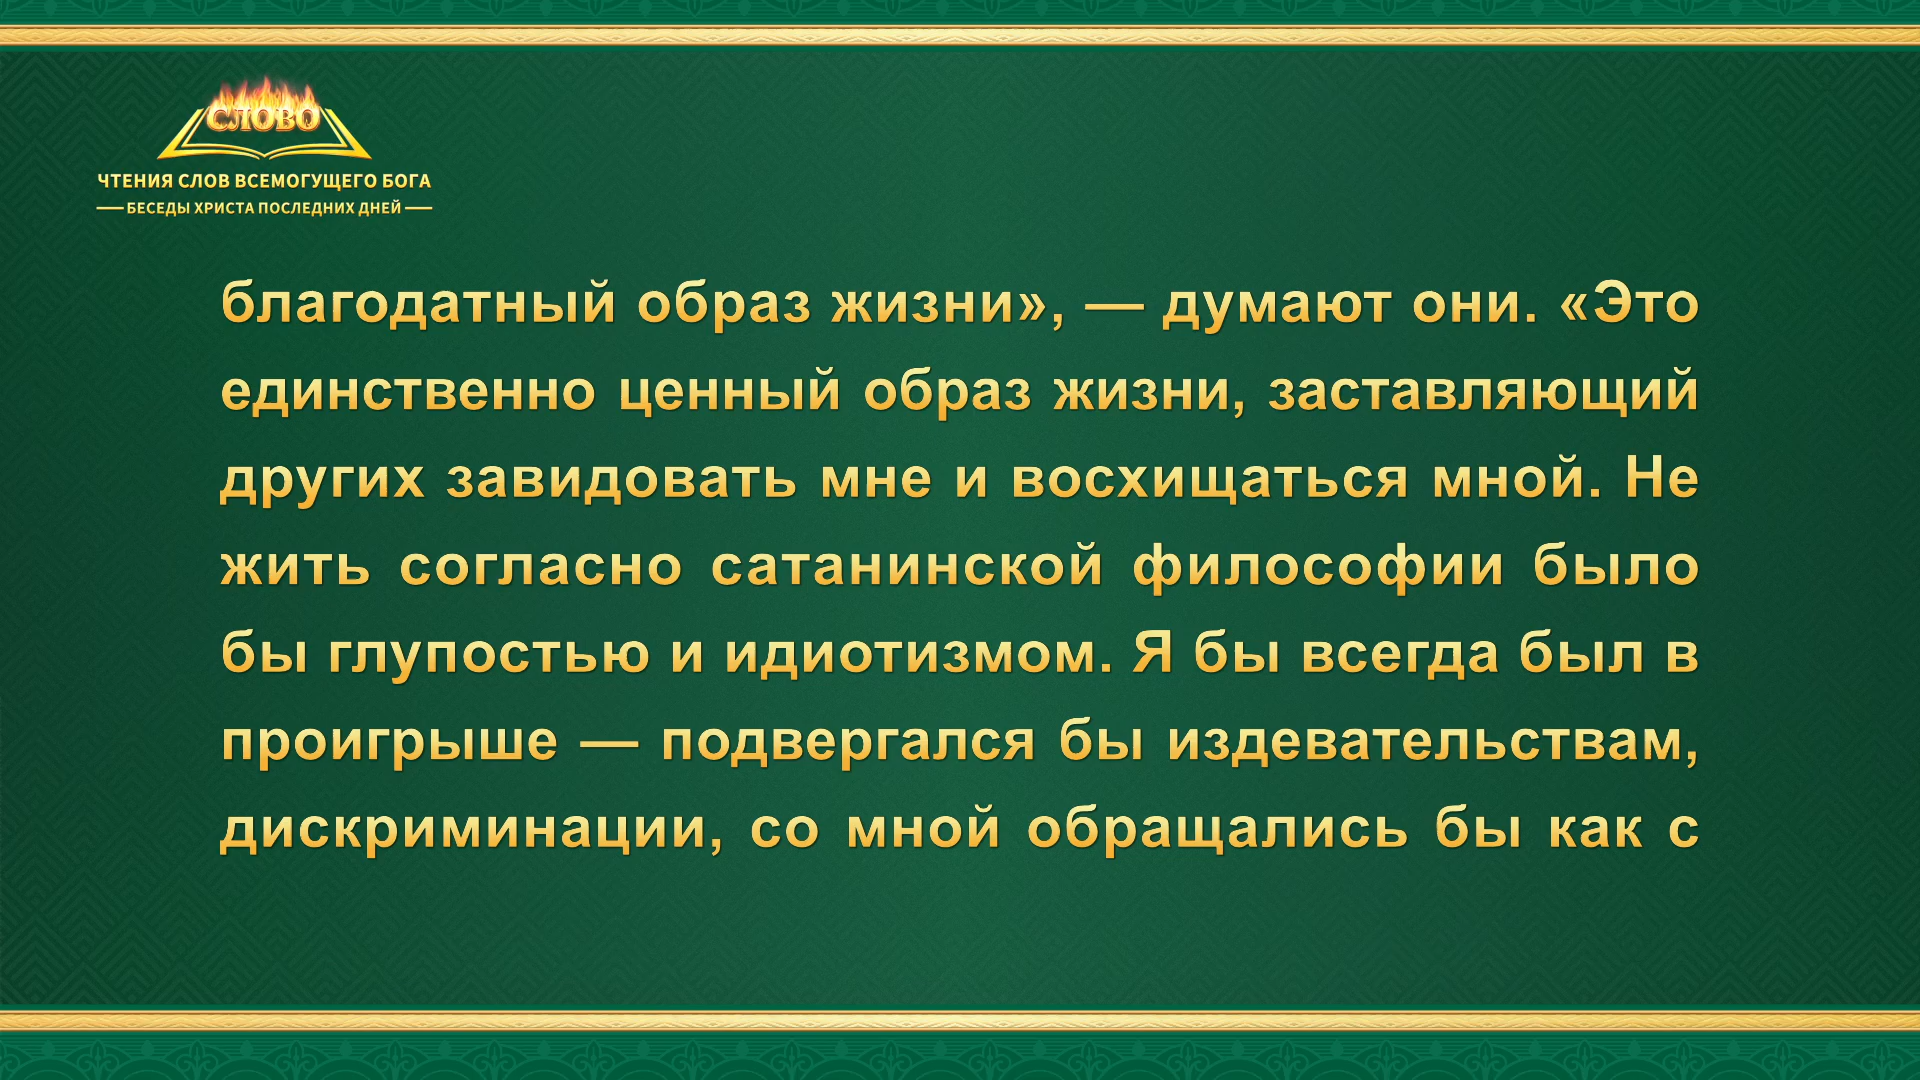 СЛОВО
ЧТЕНИЯ СЛОВ ВСЕМОГУЩЕГО БОГА
БЕСЕДЫ ХРИСТА ПОСЛЕДНИХ ДНЕЙ
благодатный образ жизни», — думают они. «Это
единственно ценный образ жизни, заставляющий
других завидовать мне и восхищаться мной. Не
жить согласно сатанинской философии было
бы глупостью и идиотизмом. Я бы всегда был в
проигрыше — подвергался бы издевательствам,
дискриминации, со мной обращались бы как с